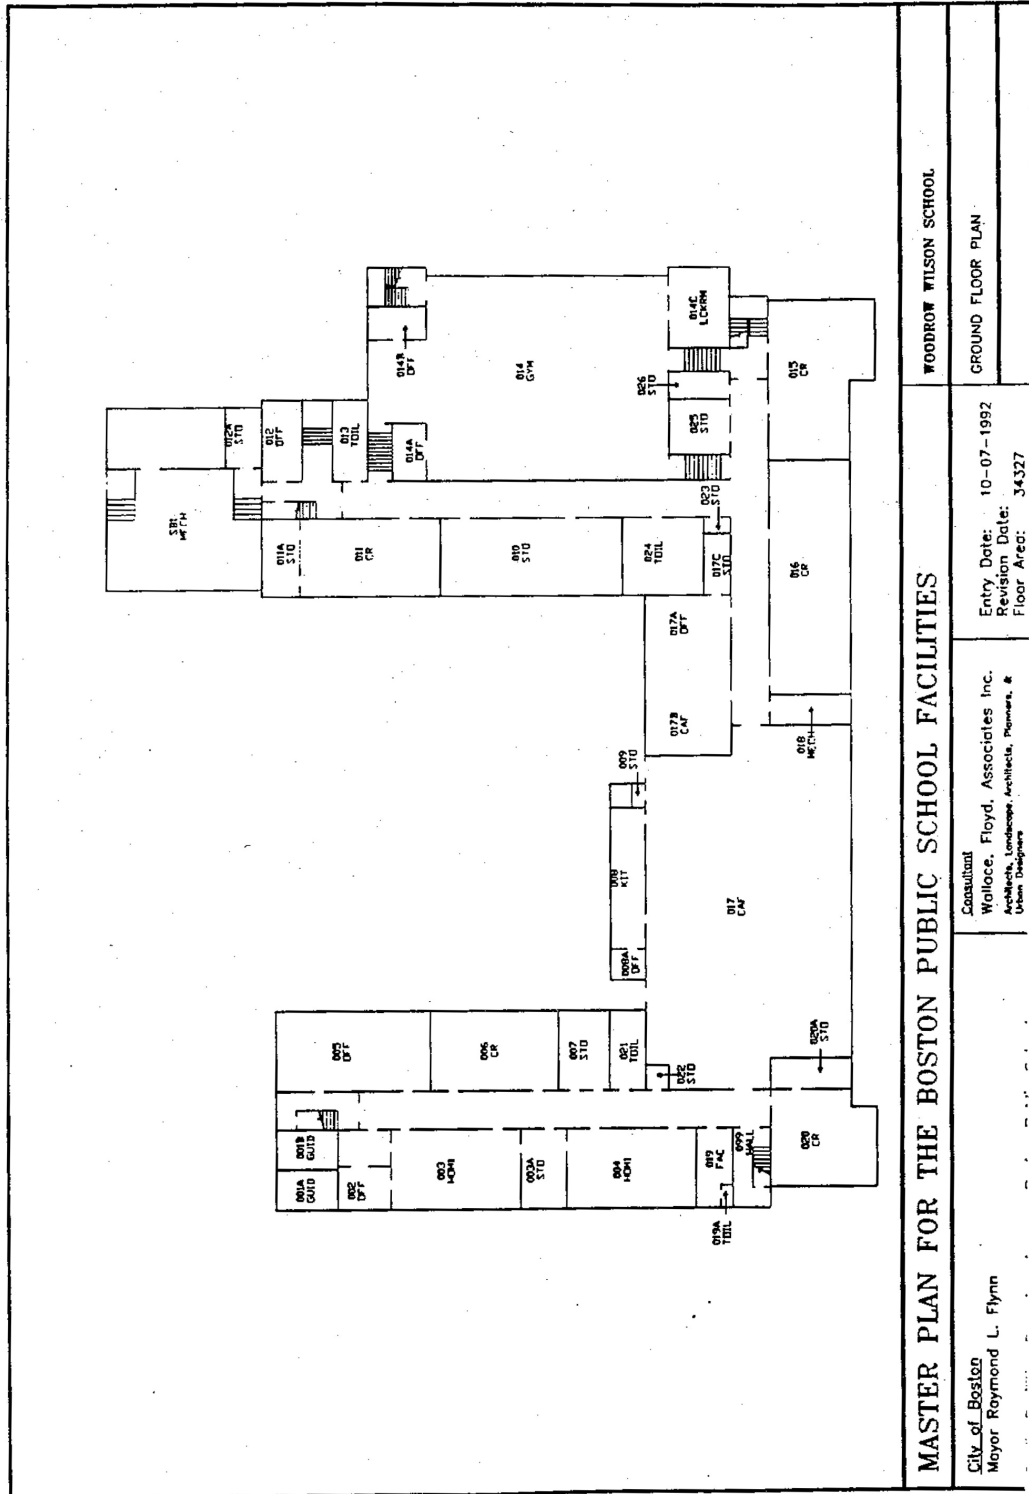 SB1
MECH
012A
STO
012
OFF
013
TOIL
011A
STO
011
CR
010
STO
024
TOIL
023
STO
017C
STO
014B
OFF
014A
OFF
014
GYM
026
STO
025
STO
014C
LCKRM
015
CR
016
CR
018
MECH
017A
OFF
017B
CAF
009
STO
008
KIT
008A
OFF
017
CAF
005
OFF
006
CR
007
STO
021
TOIL
022
STO
020A
STO
020
CR
001B
GUID
001A
GUID
002
OFF
003
HOM1
003A
STO
004
HOM1
019
FAC
019A
TOIL
099
HALL
MASTER PLAN FOR THE BOSTON PUBLIC SCHOOL FACILITIES
WOODROW WILSON SCHOOL
City of Boston
Mayor Raymond L. Flynn
Consultant
Wallace, Floyd, Associates Inc.
Architects, Landscape Architects, Planners, &
Urban Designers
Entry Date: 10-07-1992
Revision Date:
Floor Area: 34327
GROUND FLOOR PLAN